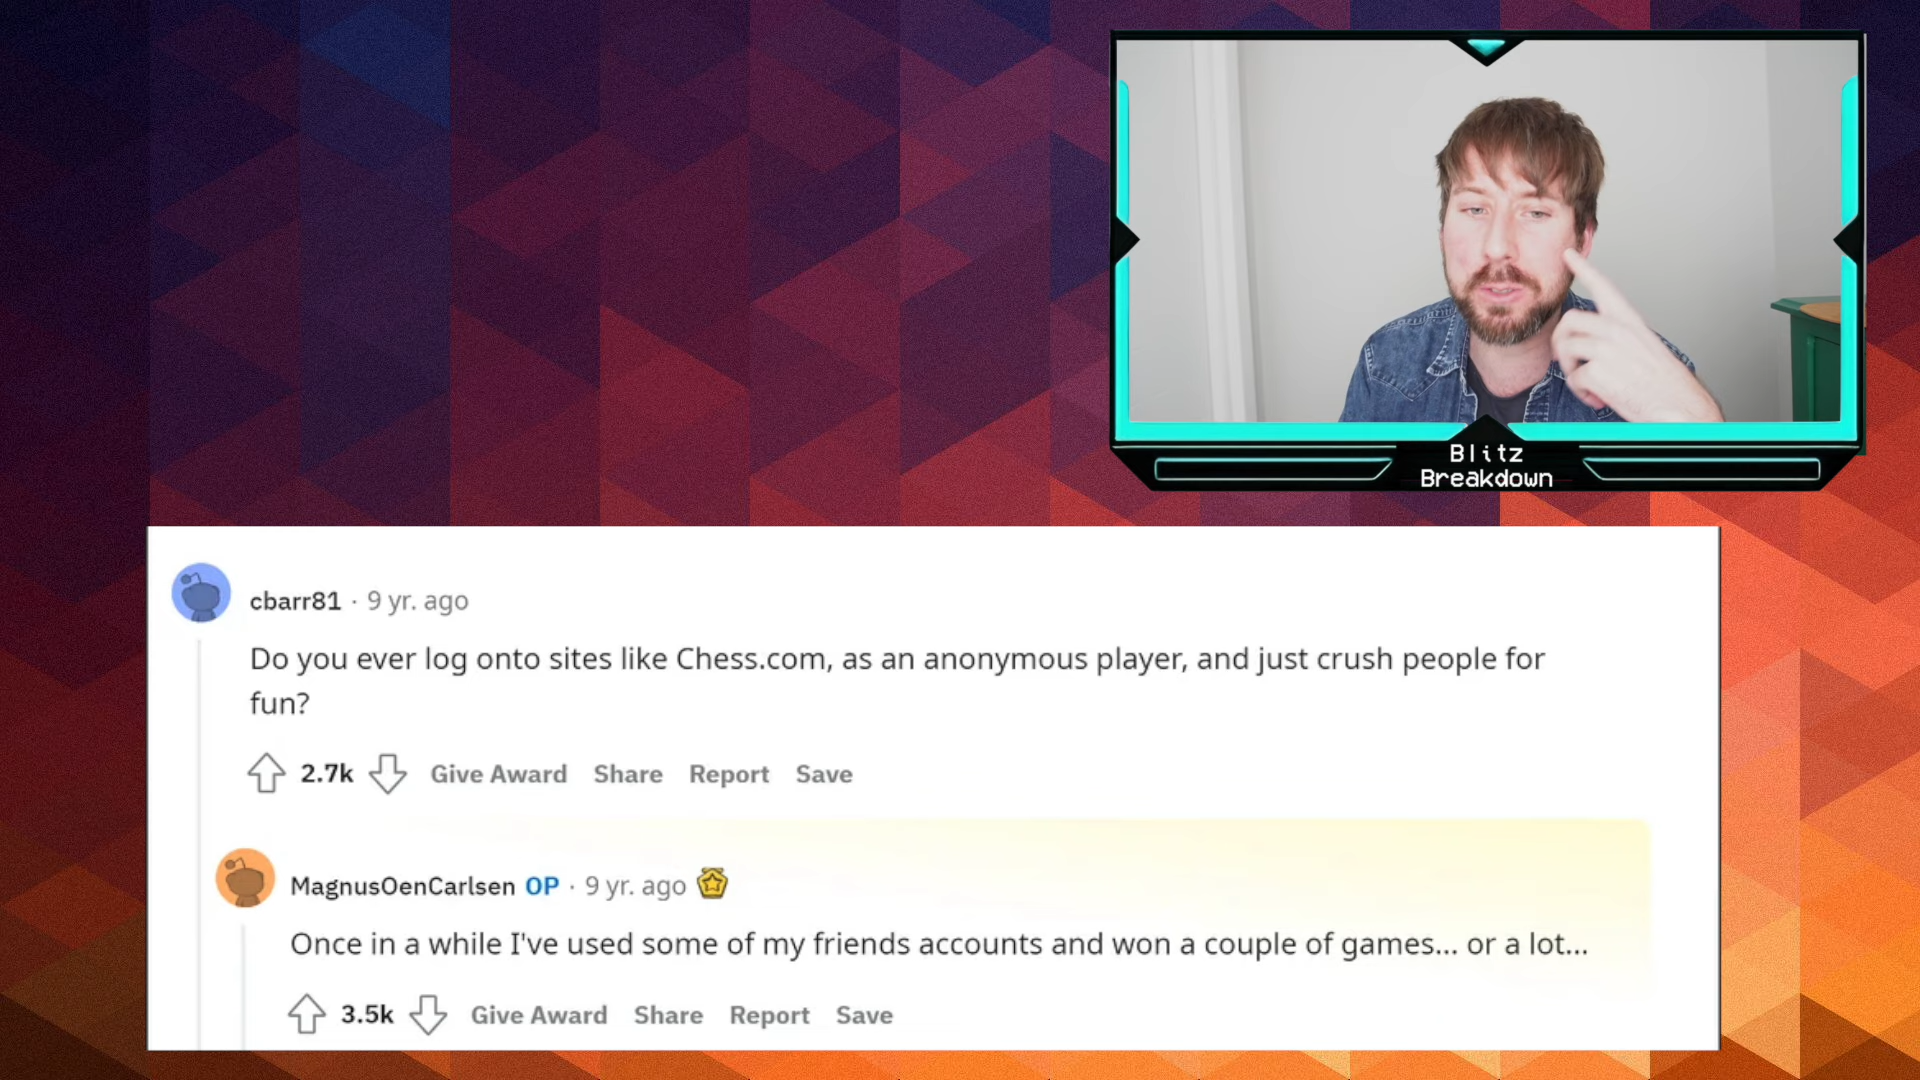 Blitz
Breakdown
cbarr81 · 9 yr. ago
Do you ever log onto sites like Chess.com, as an anonymous player, and just crush people for
fun?
2.7k Give Award Share Report Save
MagnusOenCarlsen OP · 9 yr. ago
Once in a while I've used some of my friends accounts and won a couple of games... or a lot...
3.5k Give Award Share Report Save